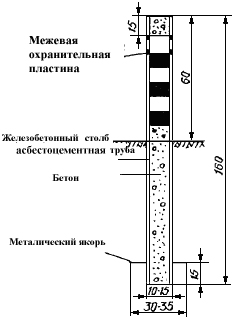 15
Межевая
охранительная
пластина
60
Железобетонный столб
асбестоцементная труба
Бетон
160
Металический якорь
15
10-15
30-35